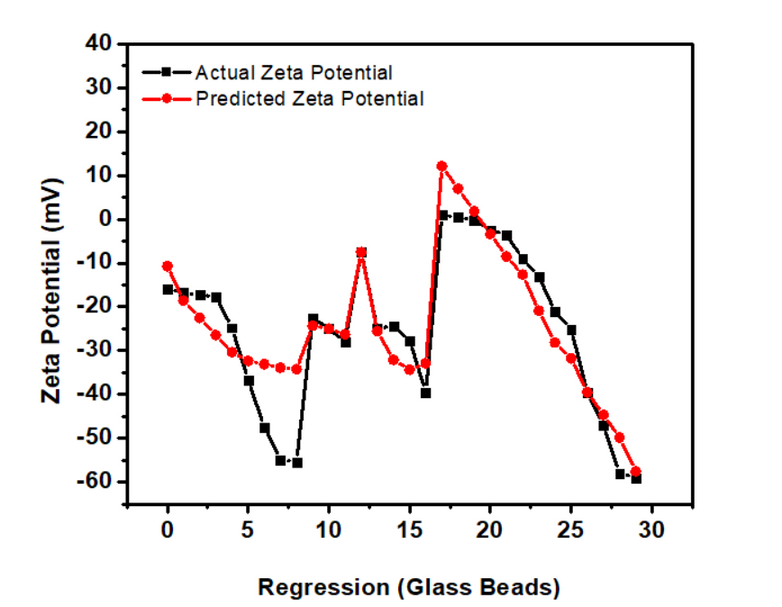 40
30
20
10
0
-10
-20
-30
-40
-50
-60
Zeta Potential (mV)
Actual Zeta Potential
Predicted Zeta Potential
0 5 10 15 20 25 30
Regression (Glass Beads)